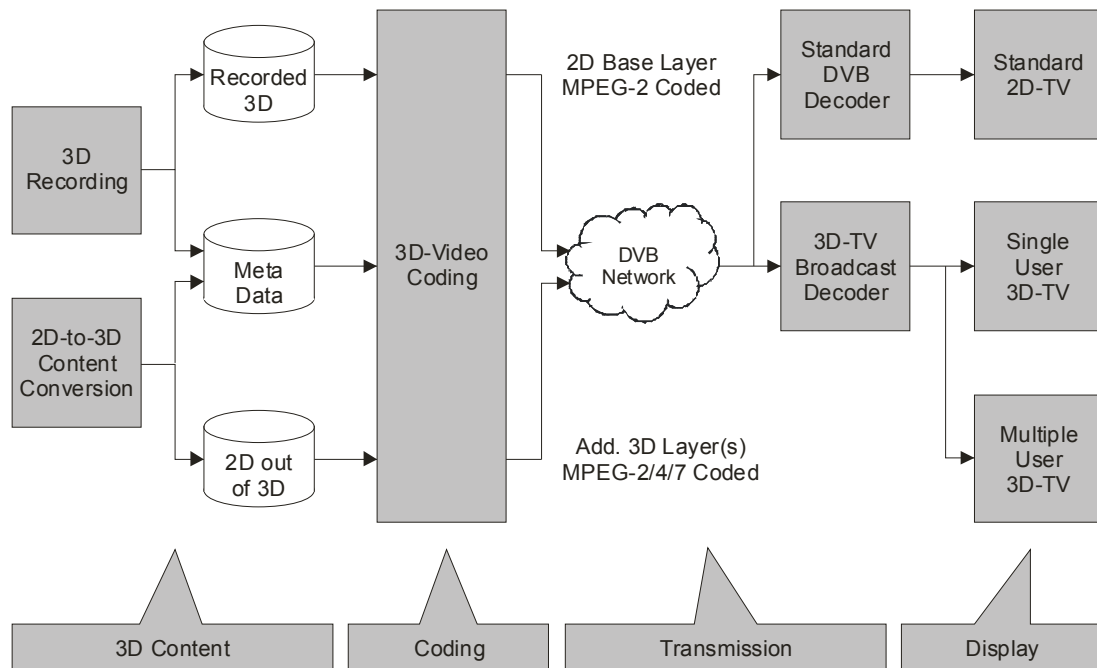 3D
Recording
2D-to-3D
Content
Conversion
Recorded
3D
Meta
Data
2D out
of 3D
3D-Video
Coding
2D Base Layer
MPEG-2 Coded
DVB
Network
Add. 3D Layer(s)
MPEG-2/4/7 Coded
Standard
DVB
Decoder
3D-TV
Broadcast
Decoder
Standard
2D-TV
Single
User
3D-TV
Multiple
User
3D-TV
3D Content
Coding
Transmission
Display